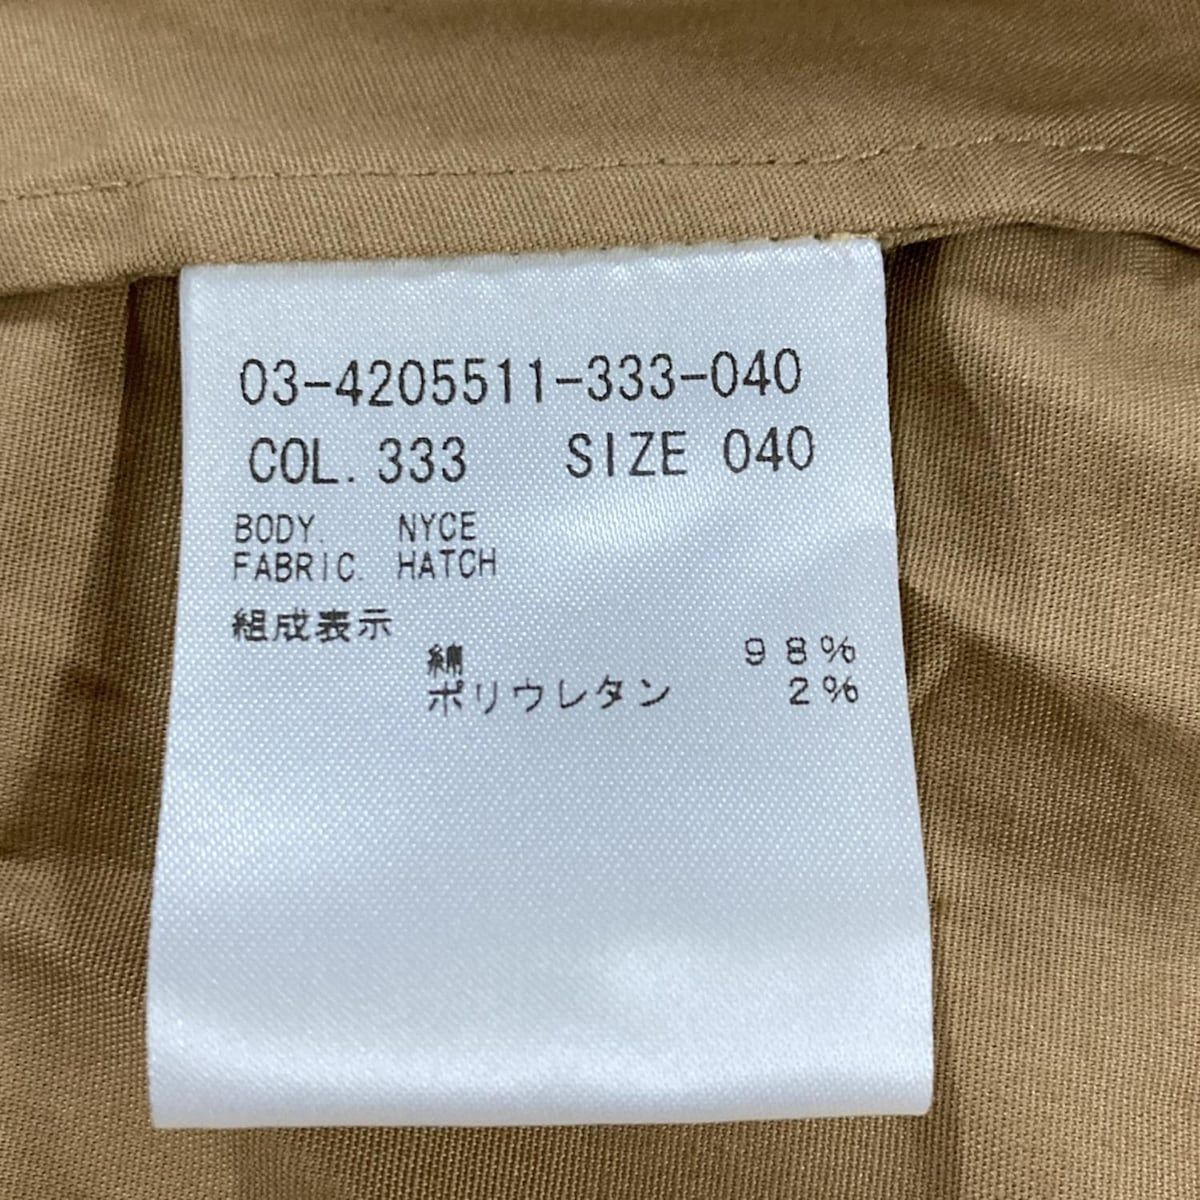 03-4205511-333-040
COL. 333 SIZE 040
BODY. NYCE
FABRIC. HATCH
組成表示
綿 98%
ポリウレタン 2%